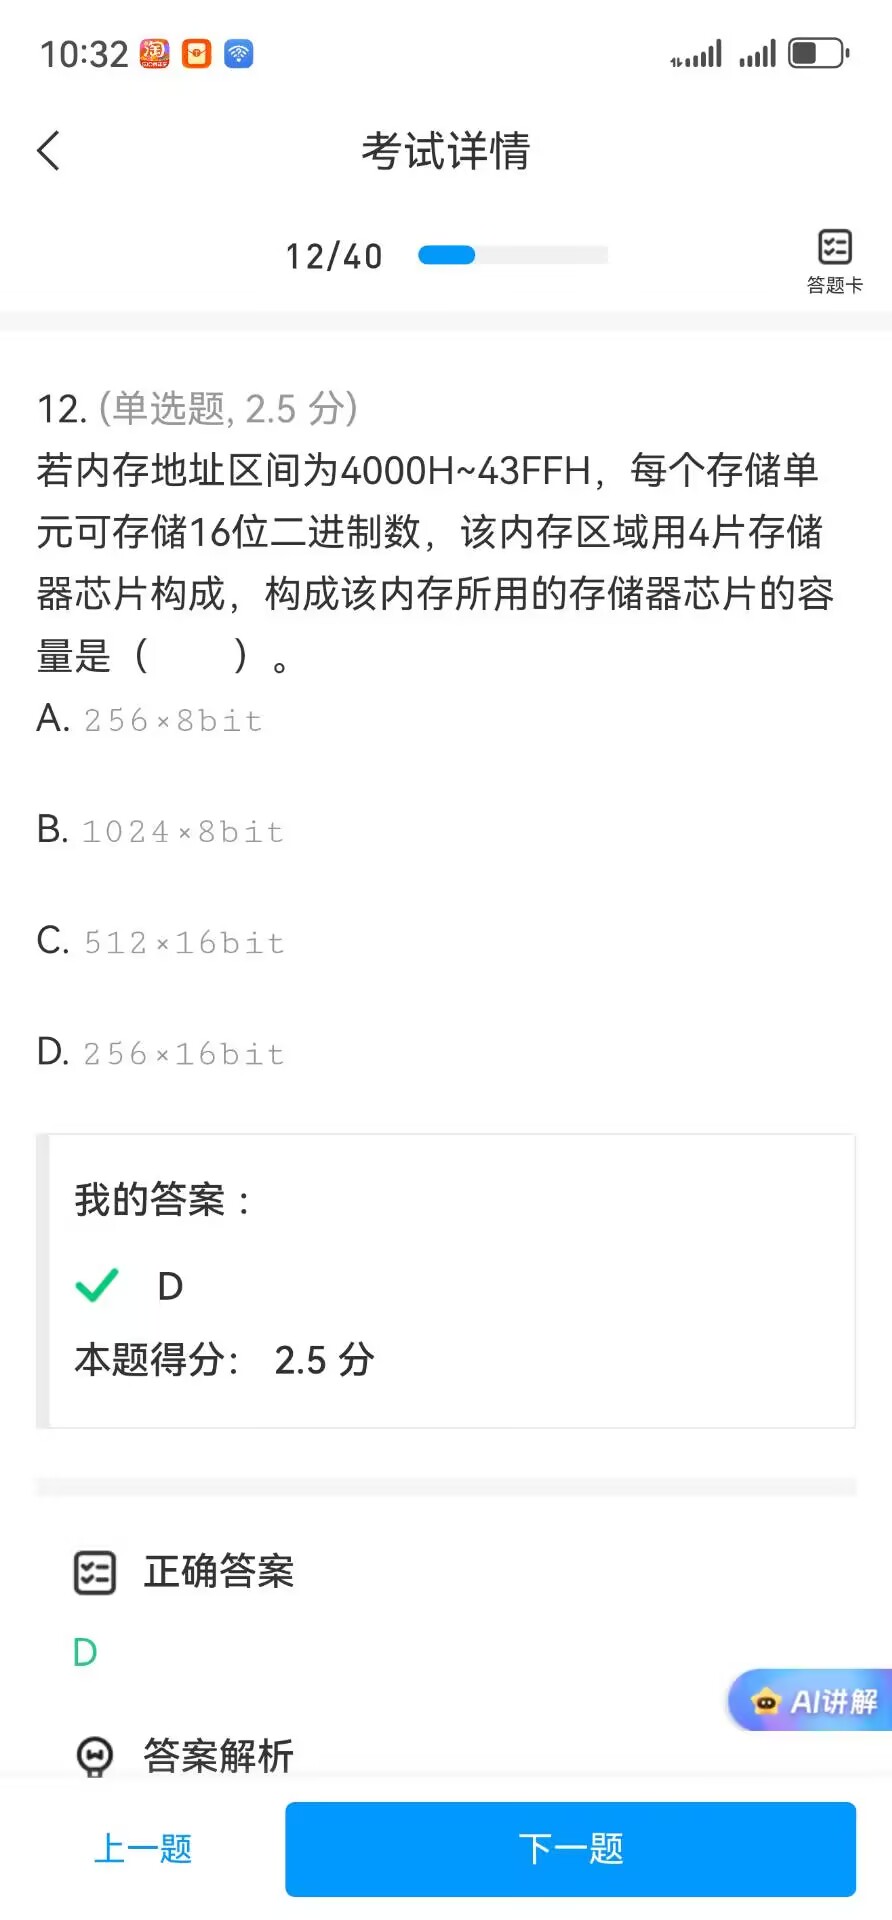 10:32
考试详情
12/40
答题卡
12. (单选题, 2.5 分)
若内存地址区间为4000H~43FFH，每个存储单
元可存储16位二进制数，该内存区域用4片存储
器芯片构成，构成该内存所用的存储器芯片的容
量是（　　）。
A. 256×8bit
B. 1024×8bit
C. 512×16bit
D. 256×16bit
我的答案：
D
本题得分： 2.5 分
正确答案
D
AI讲解
答案解析
上一题
下一题